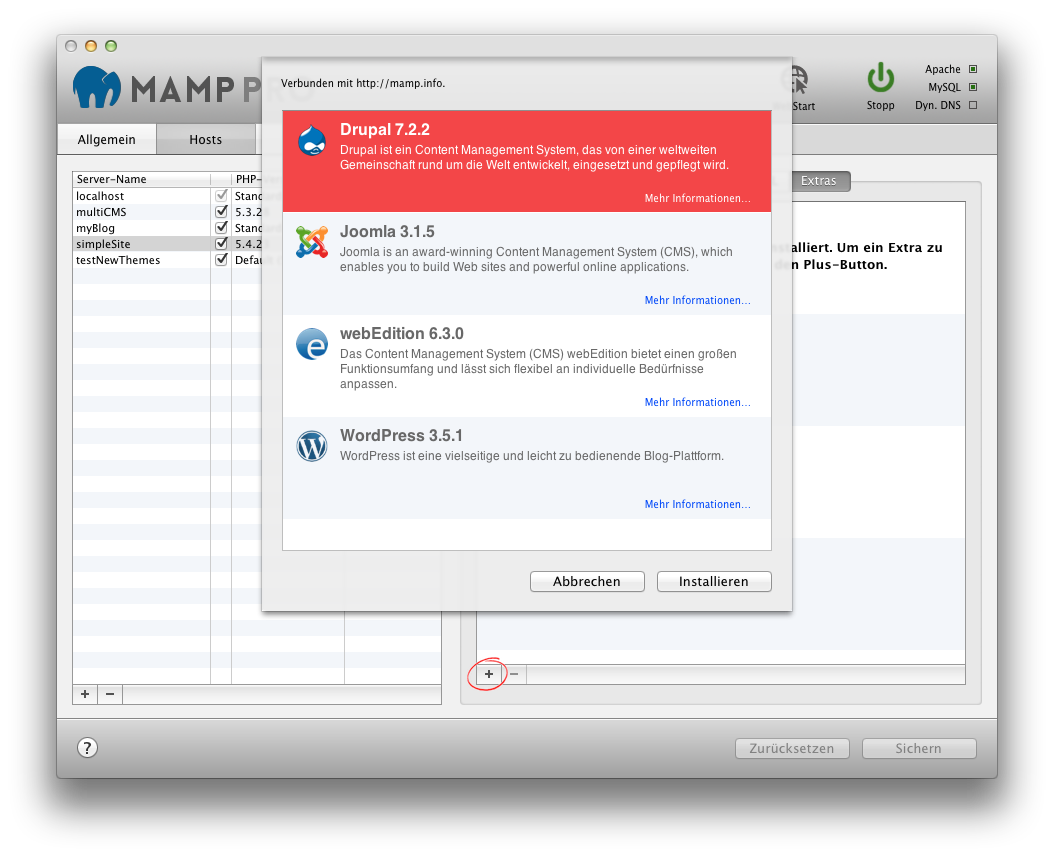 MAMP PRO
Verbunden mit http://mamp.info.
Start
Stopp
Apache
MySQL
Dyn. DNS
Allgemein
Hosts
Extras
Server-Name
localhost
multiCMS
5.3.2
myBlog
simpleSite
5.4.2
testNewThemes
Drupal 7.2.2
Drupal ist ein Content Management System, das von einer weltweiten
Gemeinschaft rund um die Welt entwickelt, eingesetzt und gepflegt wird.
Mehr Informationen...
Joomla 3.1.5
Joomla is an award-winning Content Management System (CMS), which
enables you to build Web sites and powerful online applications.
Mehr Informationen...
webEdition 6.3.0
Das Content Management System (CMS) webEdition bietet einen großen
Funktionsumfang und lässt sich flexibel an individuelle Bedürfnisse
anpassen.
Mehr Informationen...
WordPress 3.5.1
WordPress ist eine vielseitige und leicht zu bedienende Blog-Plattform.
Mehr Informationen...
Abbrechen
Installieren
stalliert. Um ein Extra zu
n Plus-Button.
+ −
+ −
?
Zurücksetzen
Sichern